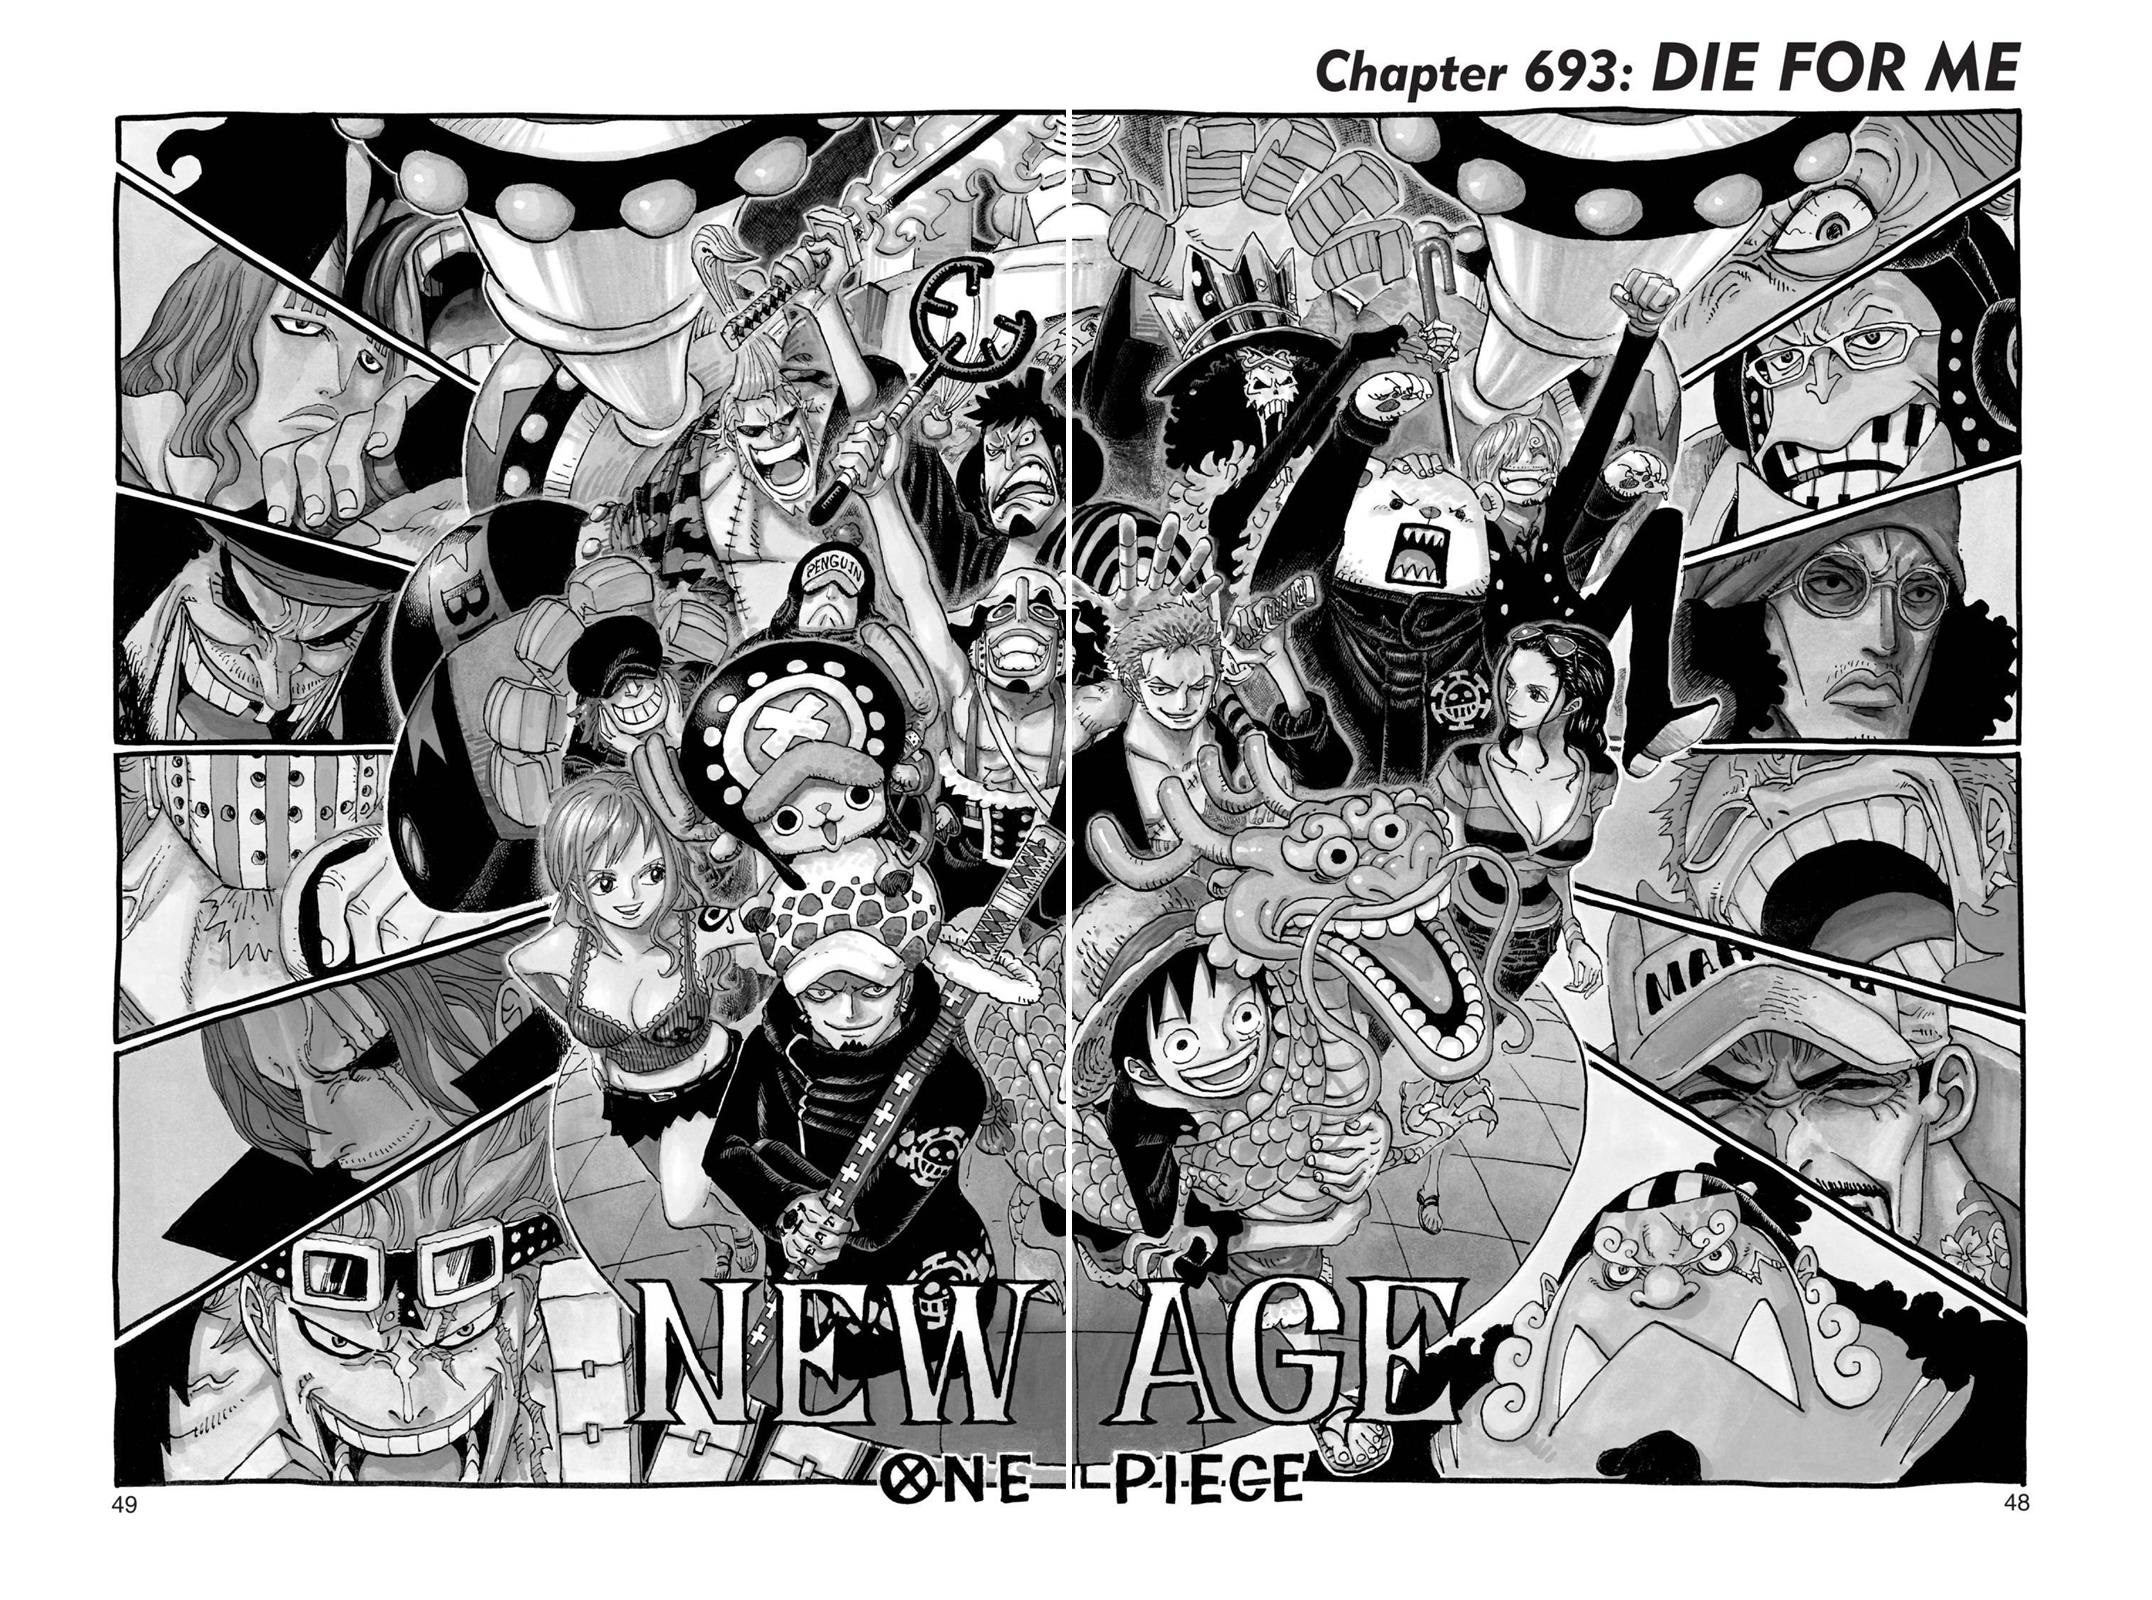 Chapter 693: DIE FOR ME
PENGUIN
B
NEW AGE
ONE PIECE
49
48